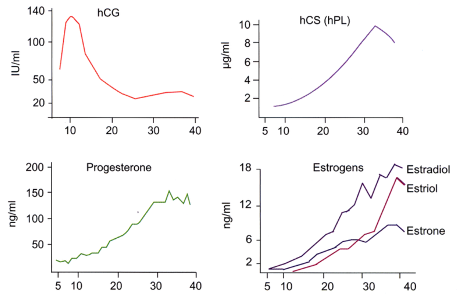 hCG
IU/ml
140
100
50
20
10 20 30 40
hCS (hPL)
µg/ml
10
8
6
4
2
5 10 20 30 40
Progesterone
ng/ml
200
150
100
50
5 10 20 30 40
Estrogens
ng/ml
18
12
6
2
5 10 20 30 40
Estradiol
Estriol
Estrone